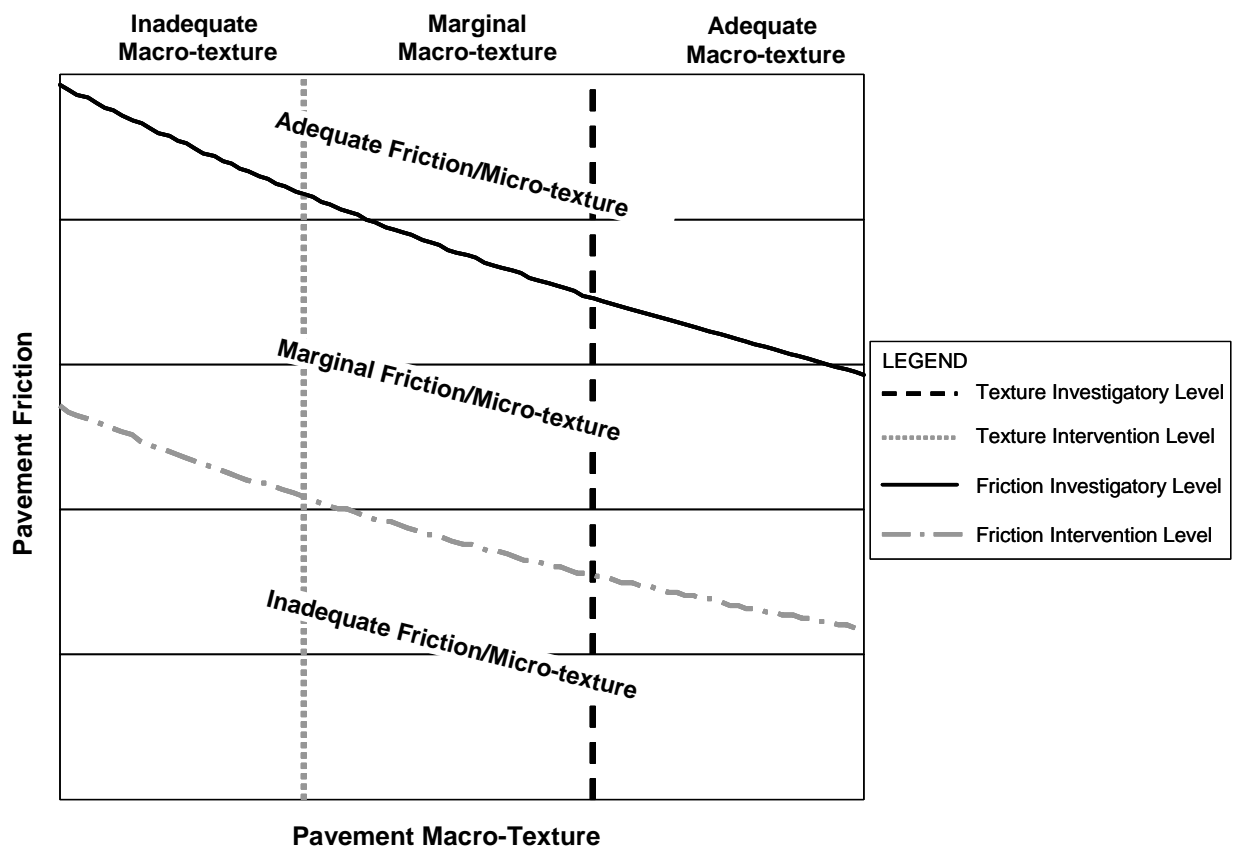 Inadequate
Macro-texture
Marginal
Macro-texture
Adequate
Macro-texture
Adequate Friction/Micro-texture
Marginal Friction/Micro-texture
Inadequate Friction/Micro-texture
Pavement Friction
Pavement Macro-Texture
LEGEND
Texture Investigatory Level
Texture Intervention Level
Friction Investigatory Level
Friction Intervention Level